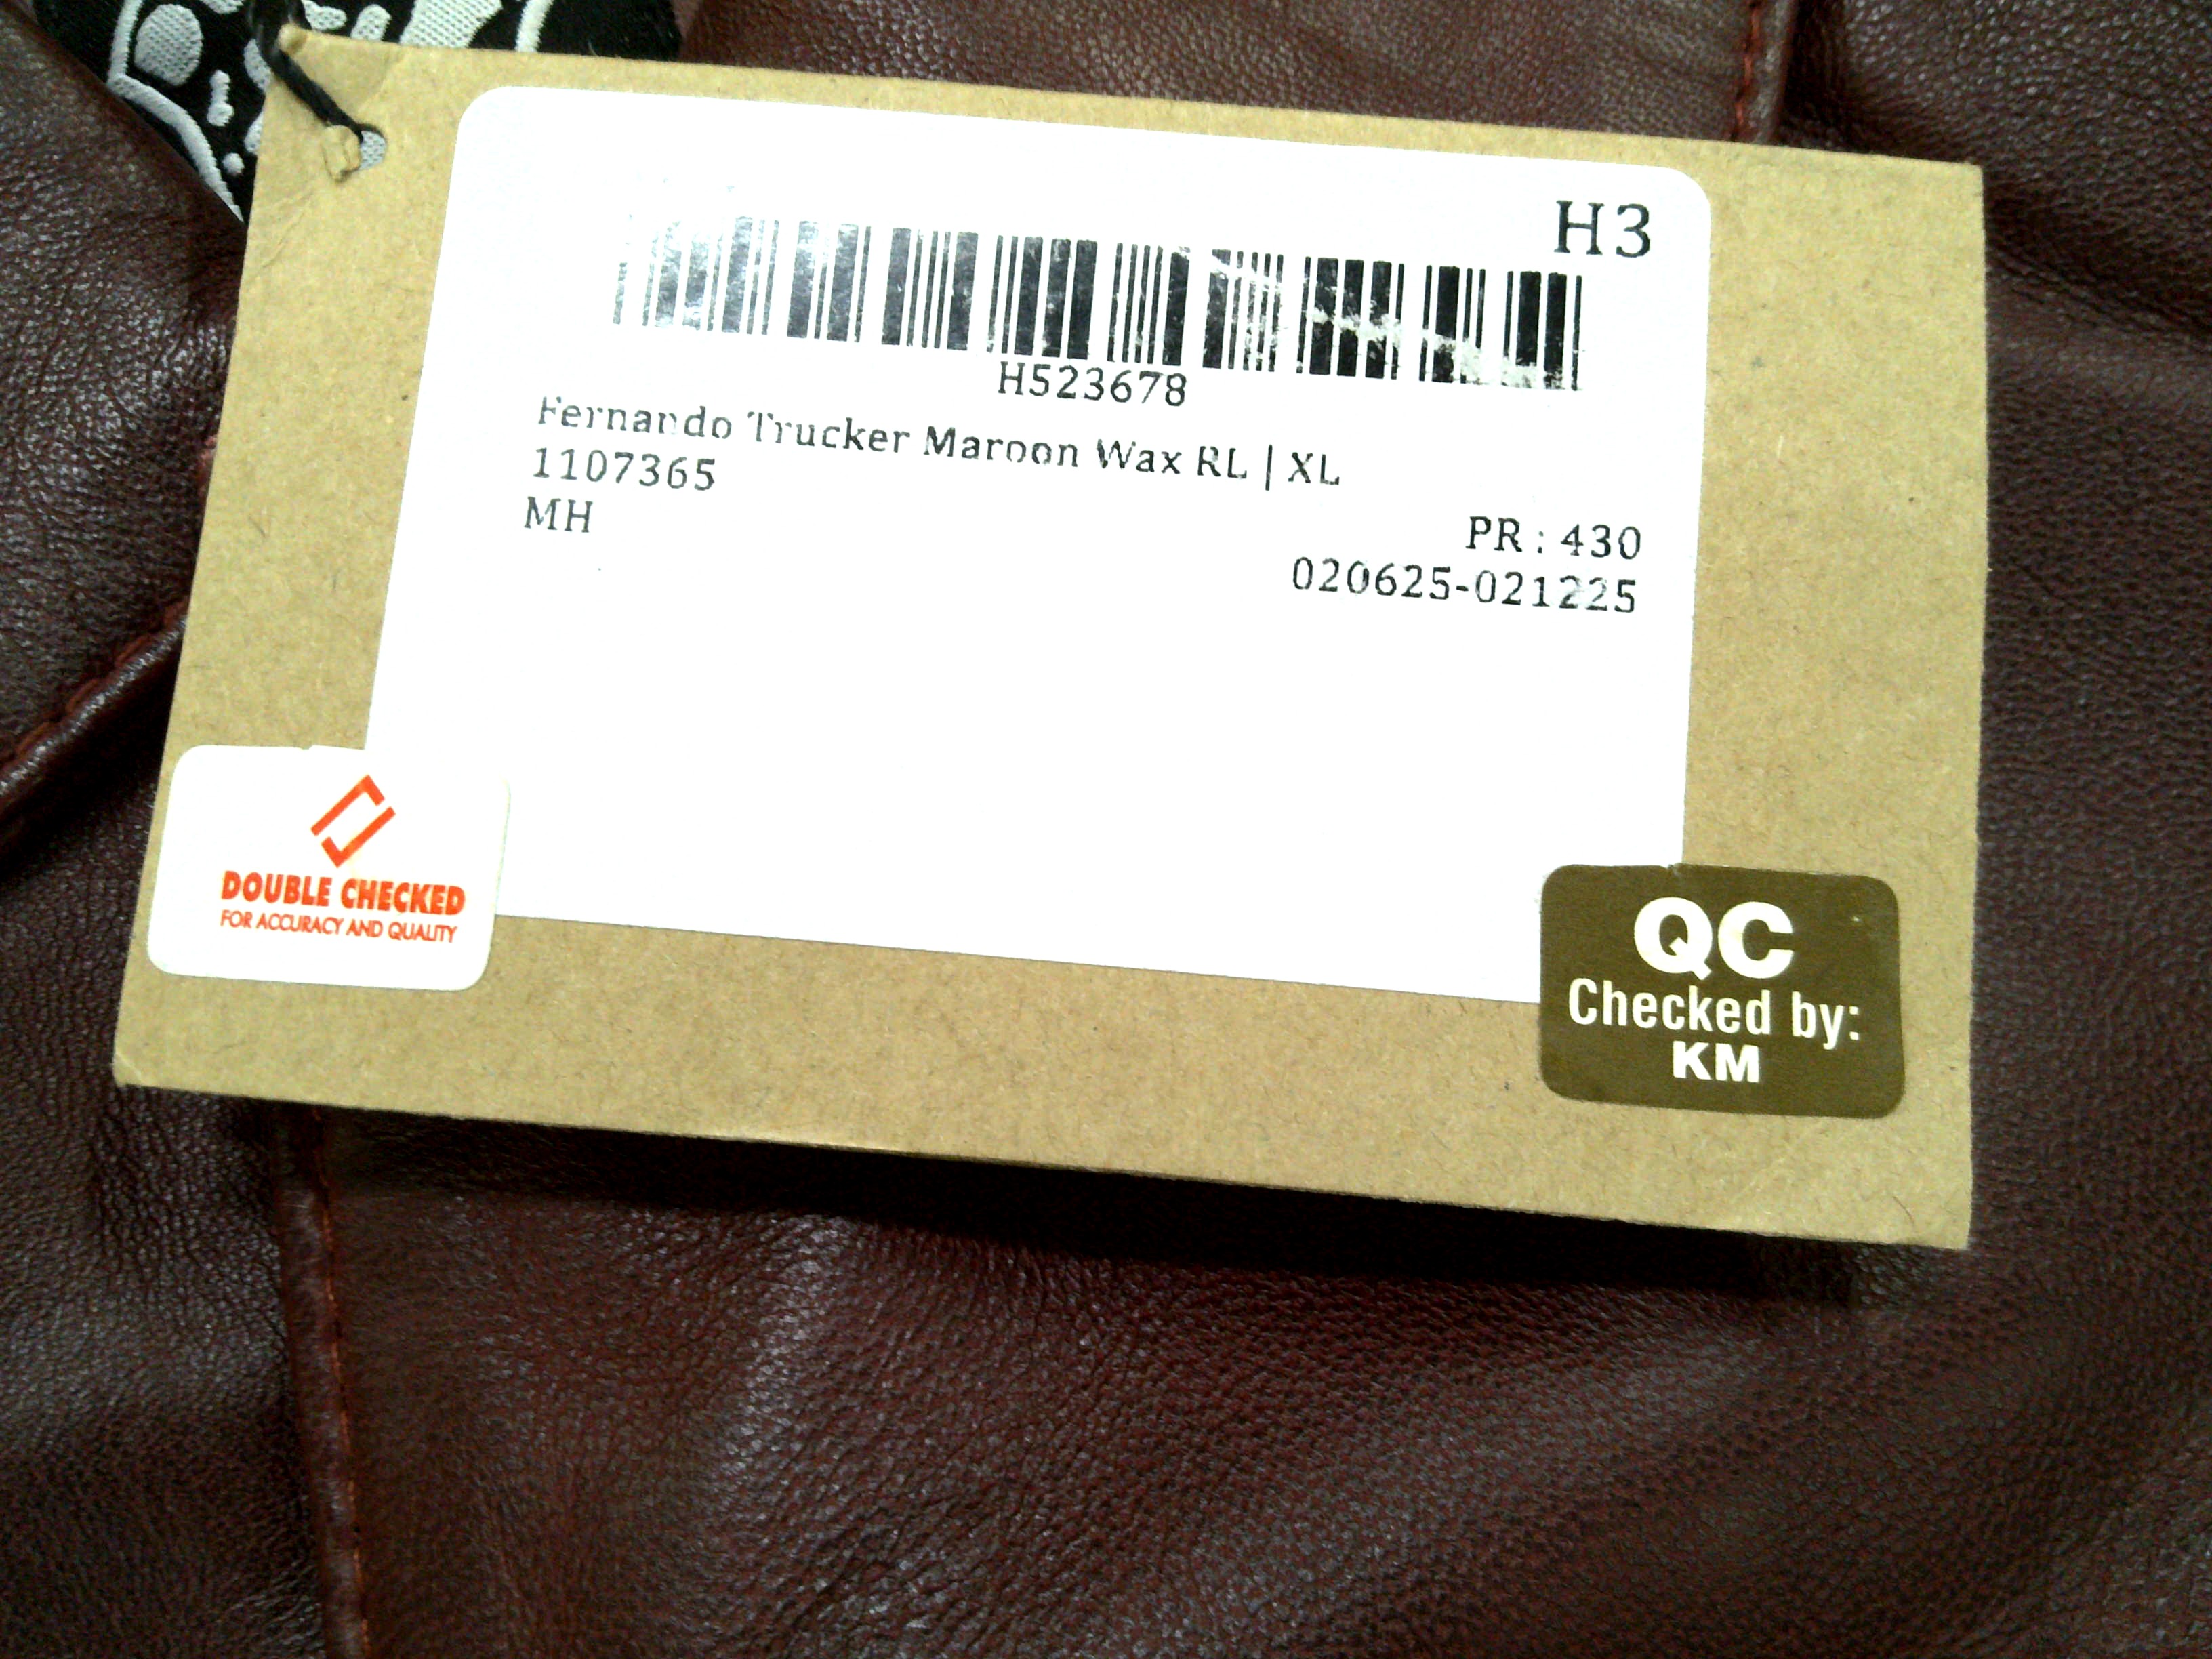 H3
H523678
Fernando Trucker Maroon Wax RL | XL
1107365
MH
PR : 430
020625-021225
DOUBLE CHECKED
FOR ACCURACY AND QUALITY
QC
Checked by:
KM